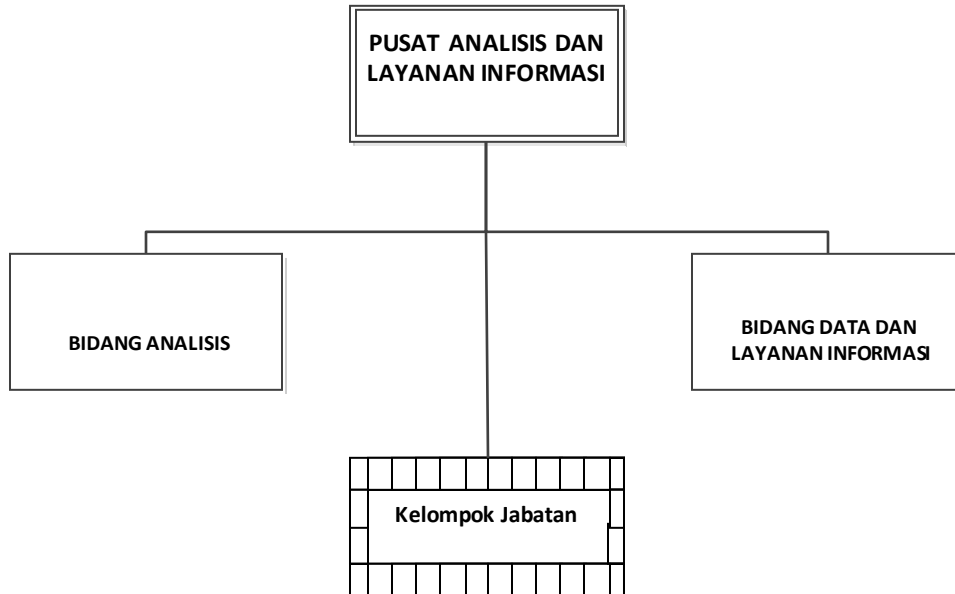 PUSAT ANALISIS DAN
LAYANAN INFORMASI
BIDANG ANALISIS
BIDANG DATA DAN
LAYANAN INFORMASI
Kelompok Jabatan